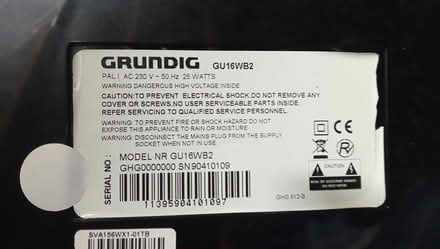 GRUNDIG GU16WB2
PAL I AC 230 V ~ 50 Hz 25 WATTS
WARNING DANGEROUS HIGH VOLTAGE INSIDE
CAUTION:TO PREVENT ELECTRICAL SHOCK,DO NOT REMOVE ANY
COVER OR SCREWS.NO USER SERVICEABLE PARTS INSIDE.
REFER SERVICING TO QUALIFIED SERVICE PERSONNEL ONLY.
WARNING: TO PREVENT FIRE OR SHOCK HAZARD DO NOT
EXPOSE THIS APPLIANCE TO RAIN OR MOISTURE
WARNING: DISCONNECT THE MAINS PLUG FROM THE SUPPLY
SOCKET WHEN NOT IN USE
SERIAL NO :
MODEL NR GU16WB2
GHG0000000 SN90410109
11395904101097
CE
CAUTION
SVA156WX1-01TB